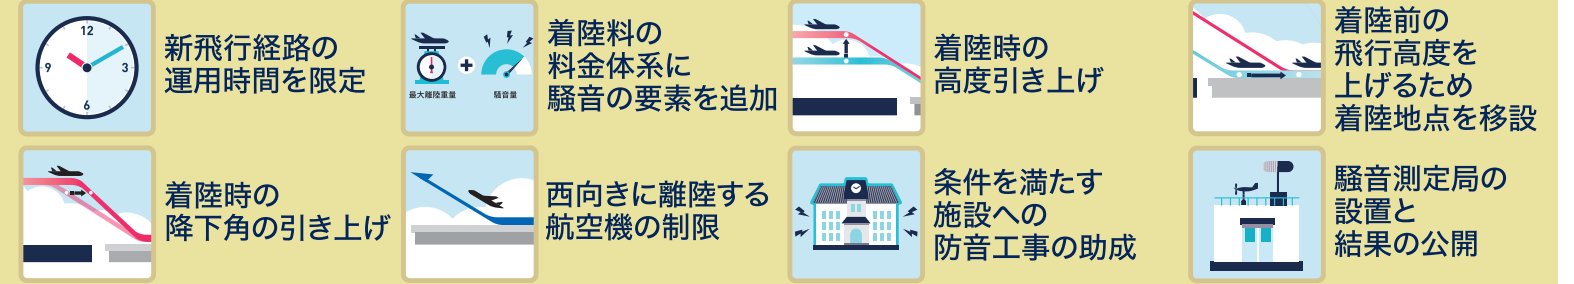 12
9
3
6
新飛行経路の
運用時間を限定
最大離陸重量
騒音量
着陸料の
料金体系に
騒音の要素を追加
着陸時の
高度引き上げ
着陸前の
飛行高度を
上げるため
着陸地点を移設
着陸時の
降下角の引き上げ
西向きに離陸する
航空機の制限
条件を満たす
施設への
防音工事の助成
騒音測定局の
設置と
結果の公開